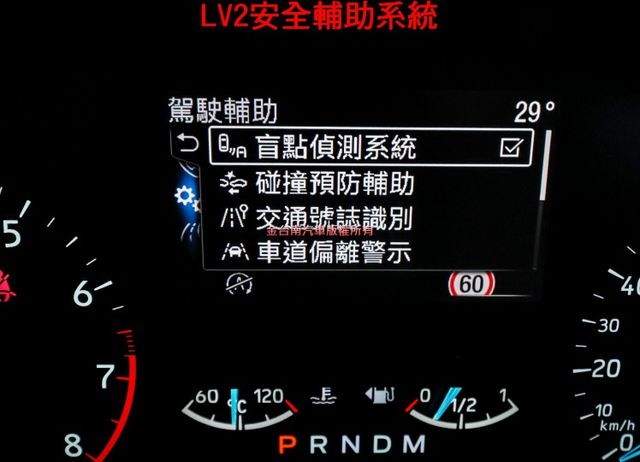 LV2安全輔助系統
駕駛輔助 29°
盲點偵測系統
碰撞預防輔助
交通號誌識別
金台南汽車版權所有
車道偏離警示
A 60
5
6
7
8
60 °C 120
0 1/2 1
P R N D M
40
30
20
10
km/h
0